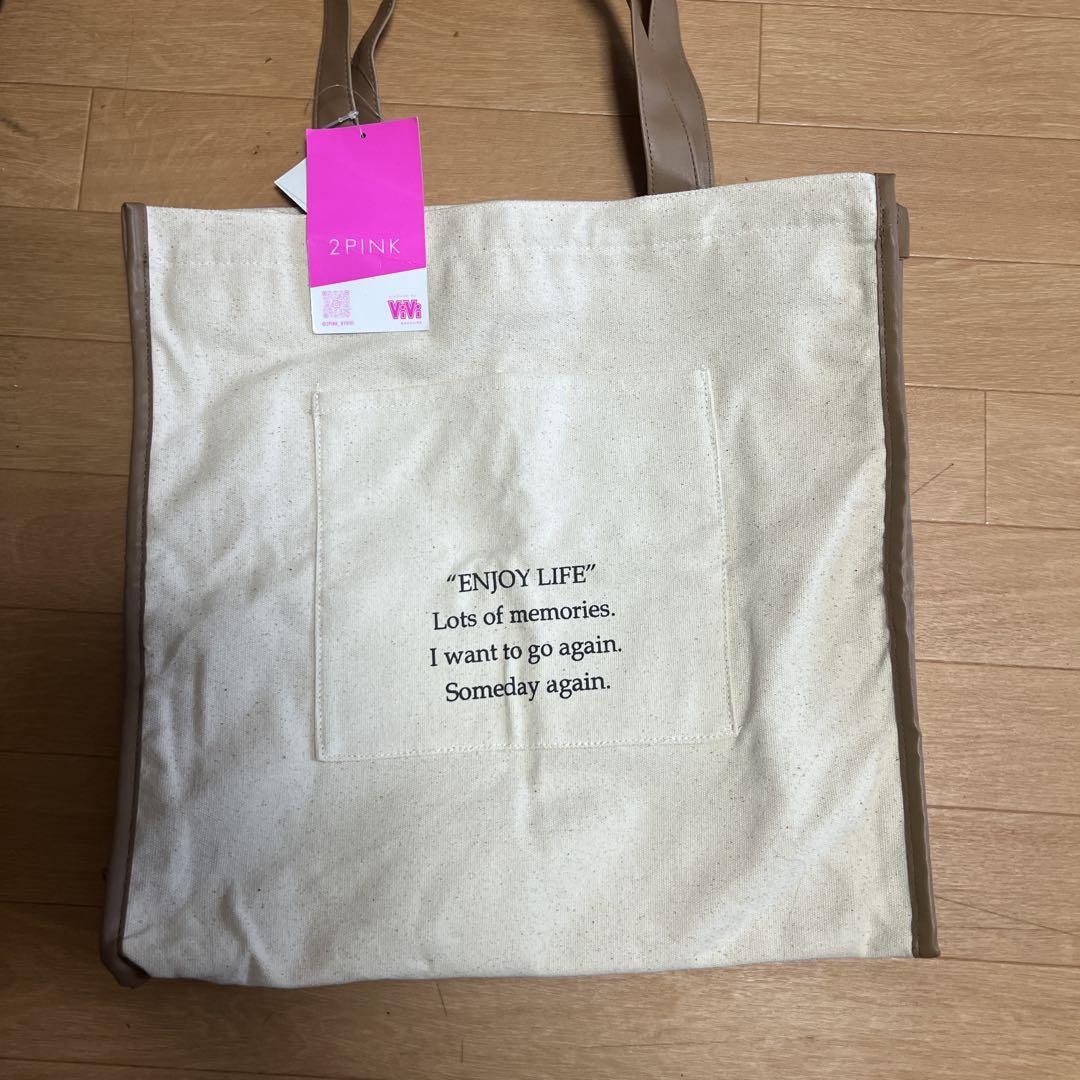 2PINK
ViVi
"ENJOY LIFE"
Lots of memories.
I want to go again.
Someday again.